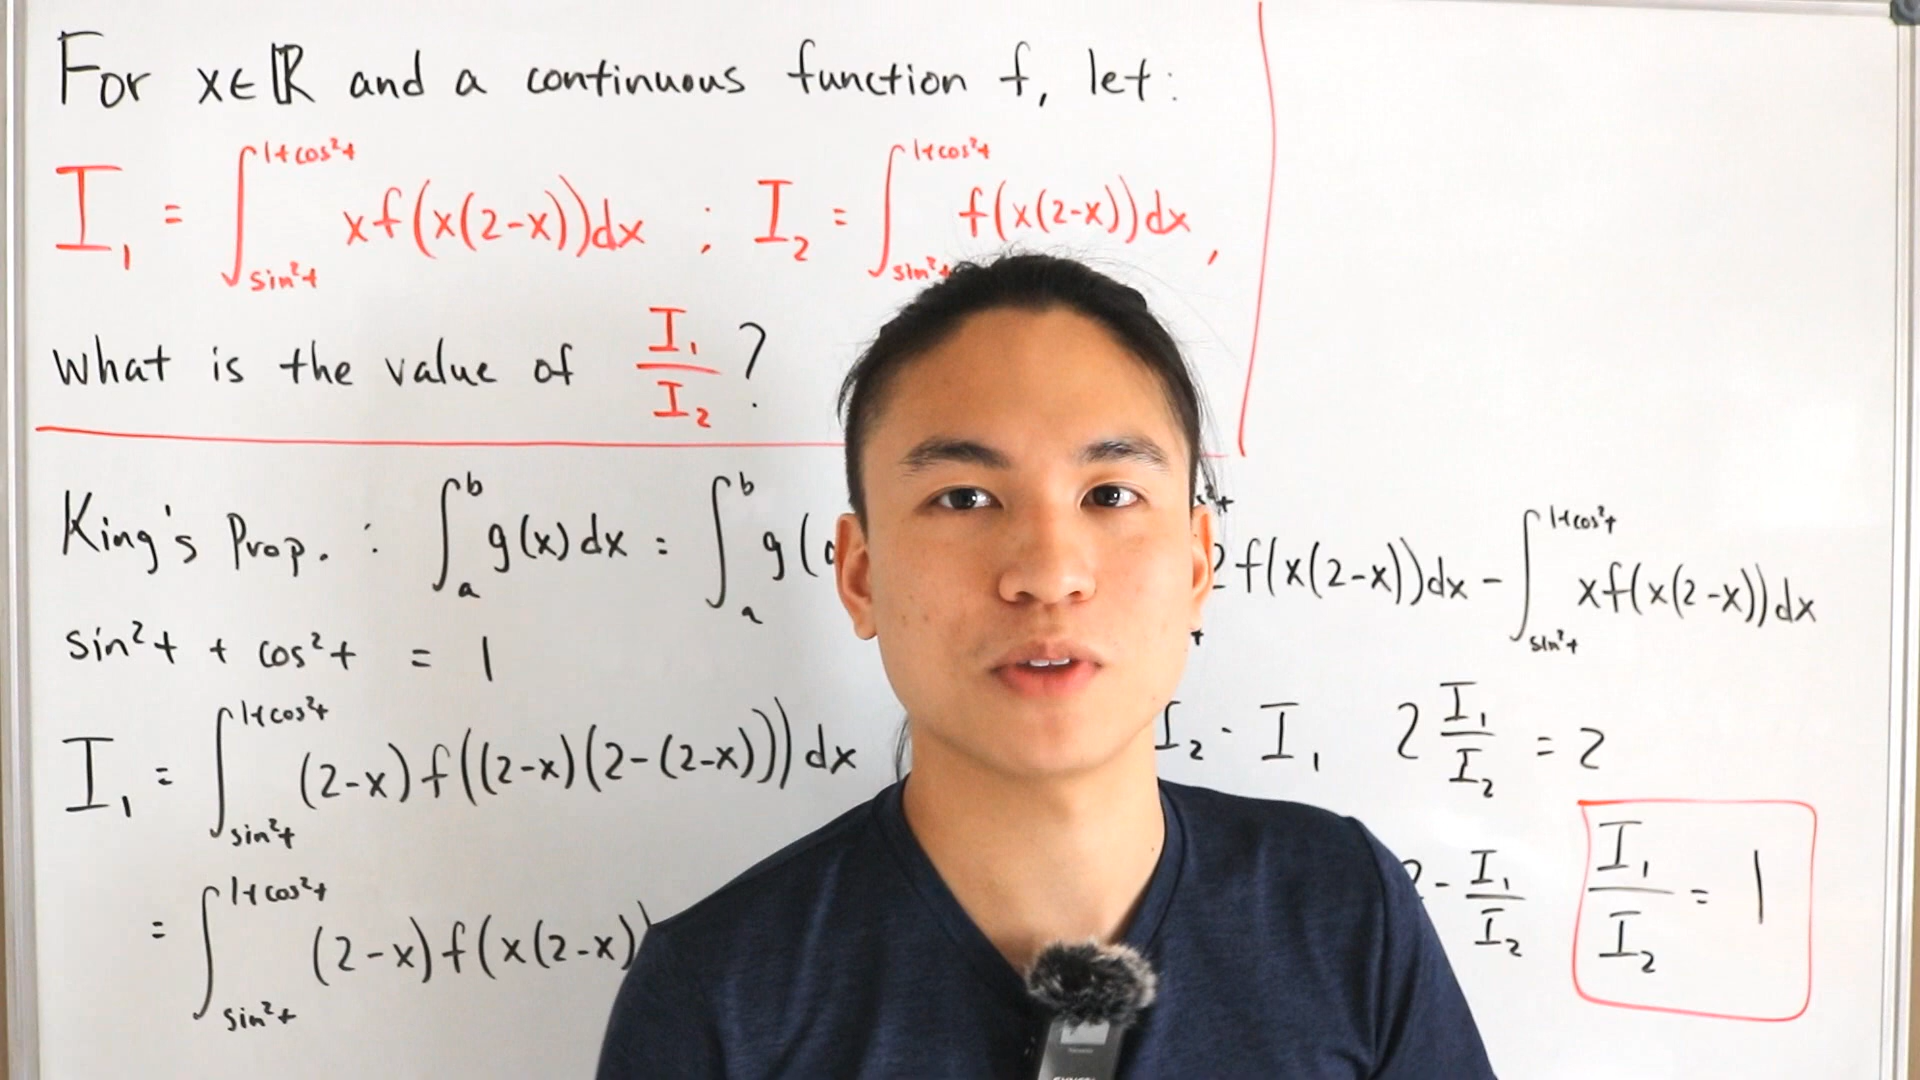 For x∈ℝ and a continuous function f, let:
I₁ = ∫_{sin²t}^{1+cos²t} xf(x(2-x))dx ; I₂ = ∫_{sin²t}^{1+cos²t} f(x(2-x))dx ,
what is the value of I₁/I₂ ?
King's Prop. : ∫_a^b g(x)dx = ∫_a^b g(
sin²t + cos²t = 1
I₁ = ∫_{sin²t}^{1+cos²t} (2-x)f((2-x)(2-(2-x)))dx
= ∫_{sin²t}^{1+cos²t} (2-x)f(x(2-x)
2f(x(2-x))dx - ∫_{sin²t}^{1+cos²t} xf(x(2-x))dx
I₂ - I₁ 2 I₁/I₂ = 2
- I₁/I₂ I₁/I₂ = 1